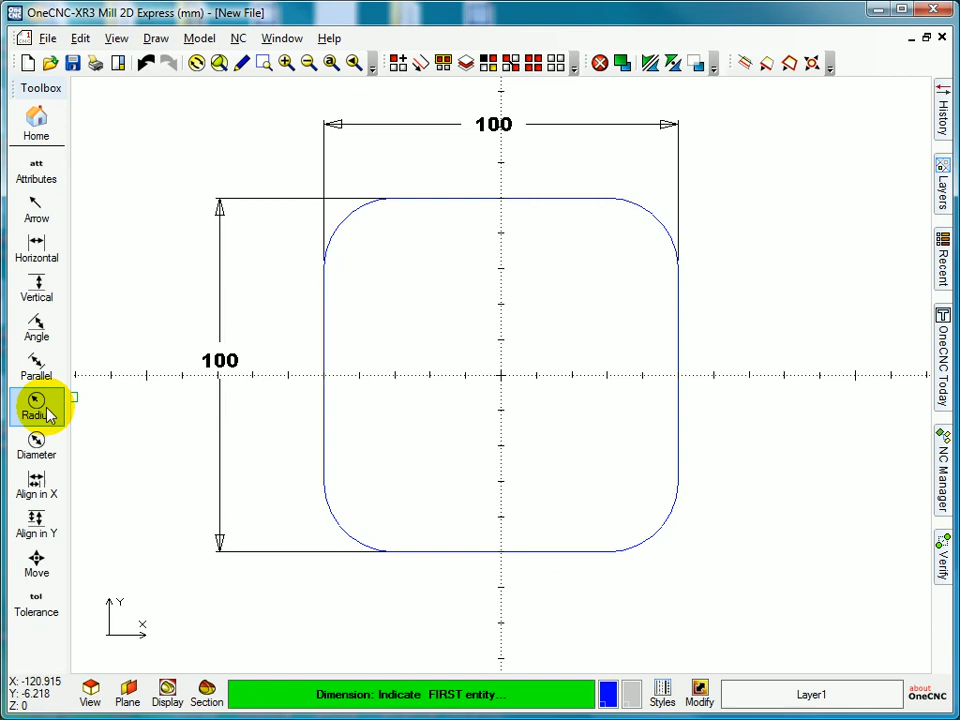 OneCNC-XR3 Mill 2D Express (mm) - [New File]
File Edit View Draw Model NC Window Help
Toolbox
Home
att
Attributes
Arrow
Horizontal
Vertical
Angle
Parallel
Radius
Diameter
Align in X
Align in Y
Move
tol
Tolerance
100
100
Y
X
History
Layers
Recent
OneCNC Today
NC Manager
Verify
X: -120.915
Y: -6.218
Z: 0
View
Plane
Display
Section
Dimension: Indicate FIRST entity...
Styles
Modify
Layer1
about
OneCNC